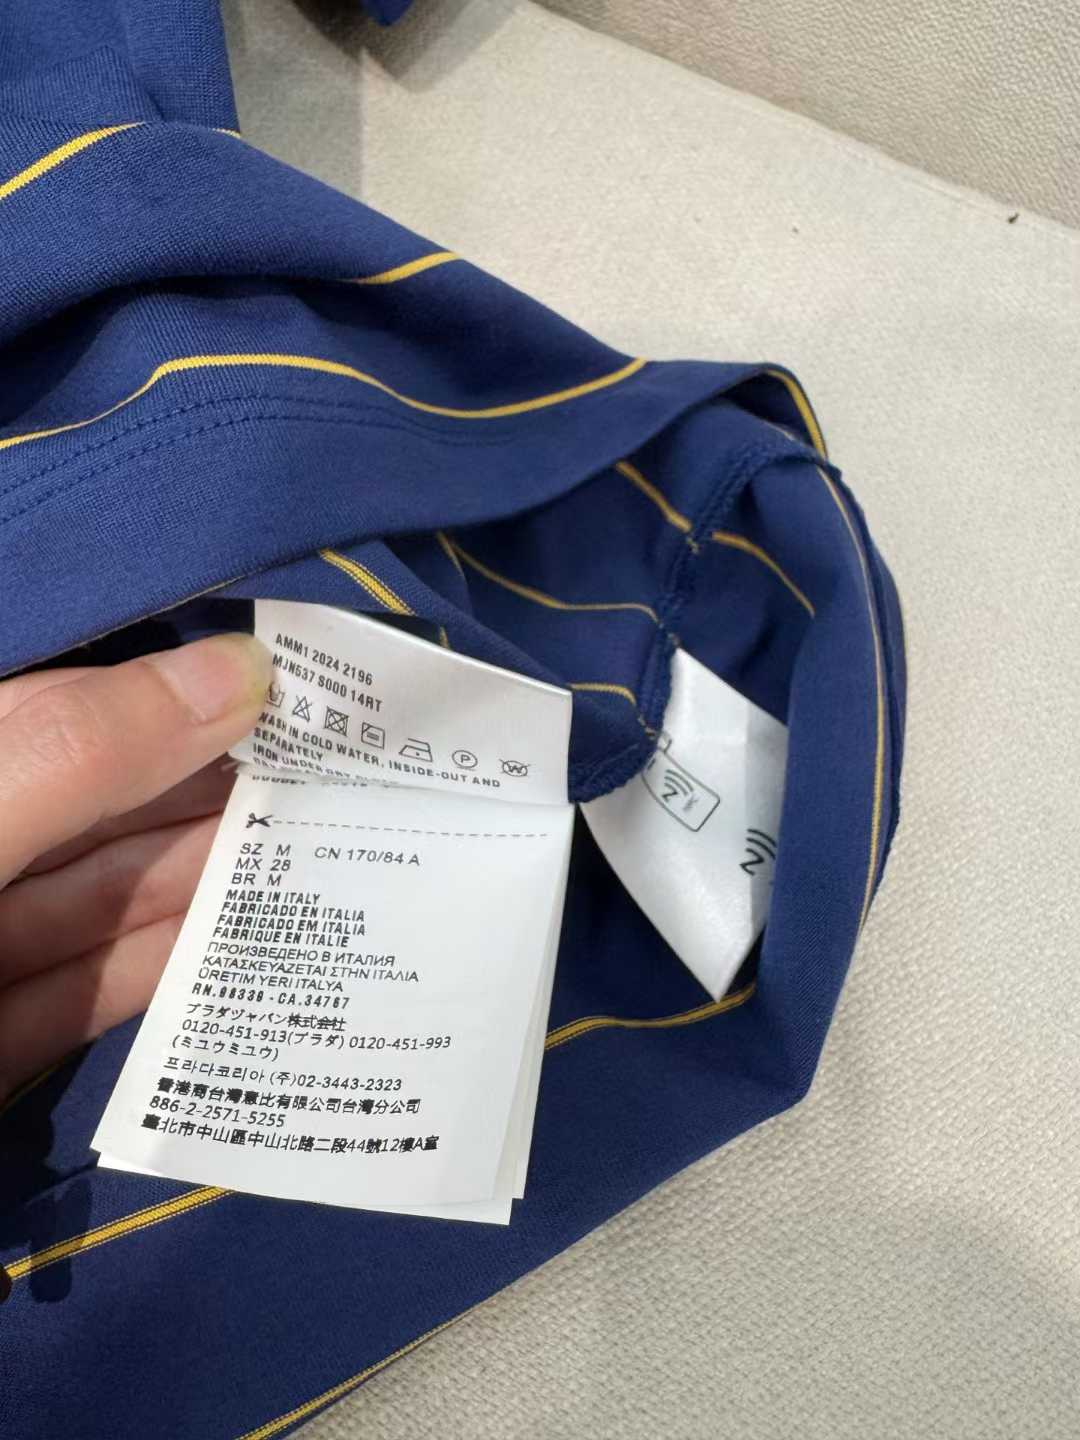 AMM1 2024 2196
MJN537 S000 14RT
WASH IN COLD WATER, INSIDE-OUT AND
SEPARATELY
IRON UNDER DRY
SZ M CN 170/84 A
MX 28
BR M
MADE IN ITALY
FABRICADO EN ITALIA
FABRICADO EM ITALIA
FABRIQUE EN ITALIE
ПРОИЗВЕДЕНО В ИТАЛИЯ
ΚΑΤΑΣΚΕΥΑΖΕΤΑΙ ΣΤΗΝ ΙΤΑΛΙΑ
ÜRETIM YERI ITALYA
RN.98339 - CA.34767
プラダジャパン株式会社
0120-451-913(プラダ) 0120-451-993
(ミユウミユウ)
프라다코리아 (주)02-3443-2323
香港商台灣意比有限公司台灣分公司
886-2-2571-5255
臺北市中山區中山北路二段44號12樓A室